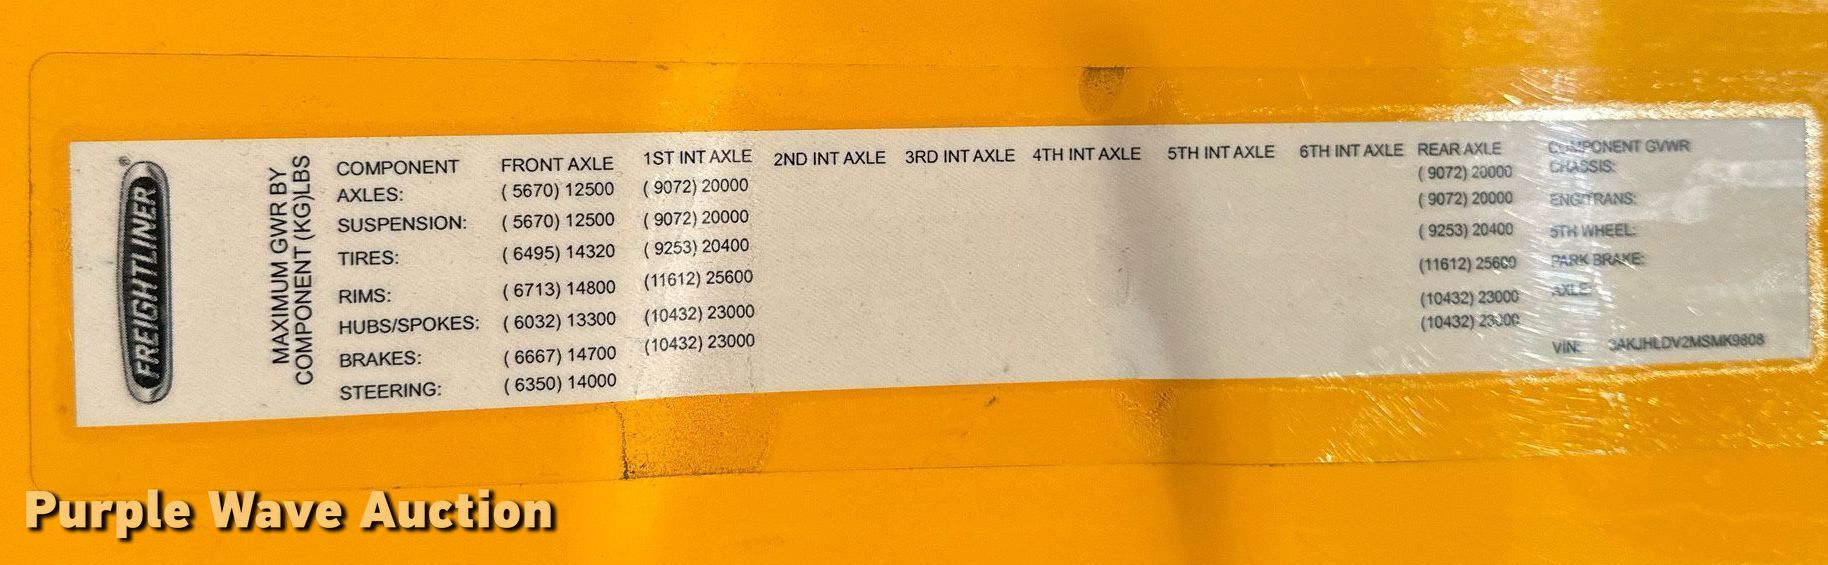 FREIGHTLINER®
MAXIMUM GWR BY
COMPONENT (KG)LBS
COMPONENT FRONT AXLE 1ST INT AXLE 2ND INT AXLE 3RD INT AXLE 4TH INT AXLE 5TH INT AXLE 6TH INT AXLE REAR AXLE COMPONENT GVWR
AXLES: ( 5670) 12500 ( 9072) 20000 ( 9072) 20000 CHASSIS:
SUSPENSION: ( 5670) 12500 ( 9072) 20000 ( 9072) 20000 ENG/TRANS:
TIRES: ( 6495) 14320 ( 9253) 20400 ( 9253) 20400 5TH WHEEL:
RIMS: ( 6713) 14800 (11612) 25600 (11612) 25600 PARK BRAKE:
HUBS/SPOKES: ( 6032) 13300 (10432) 23000 (10432) 23000 AXLE:
BRAKES: ( 6667) 14700 (10432) 23000 (10432) 23000
STEERING: ( 6350) 14000 VIN: 3AKJHLDV2MSMK9808
Purple Wave Auction